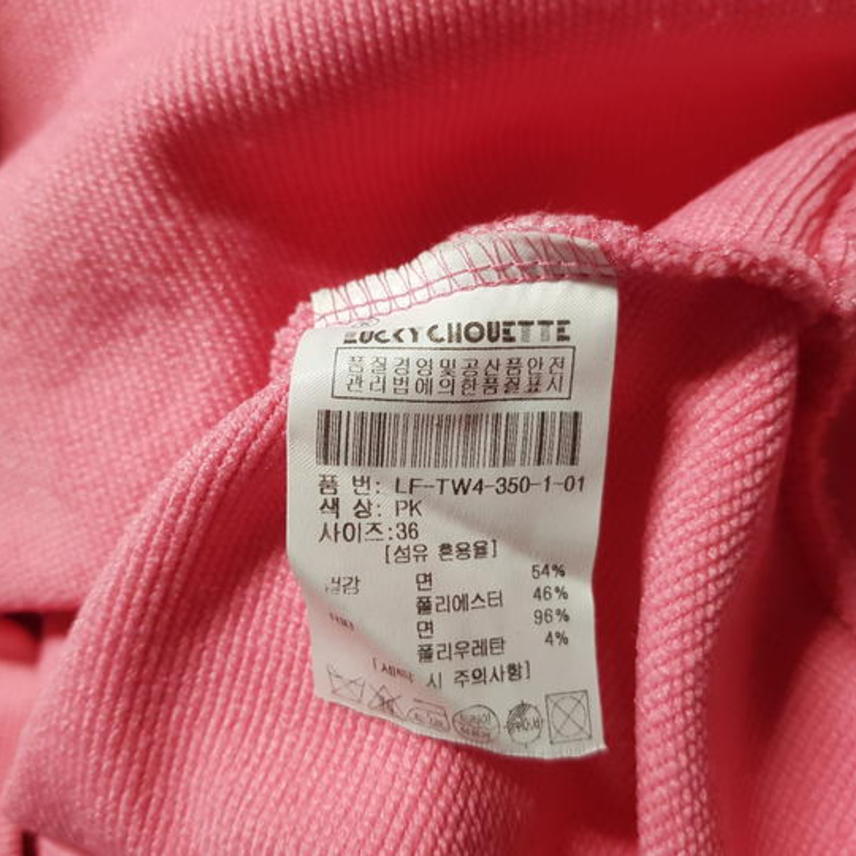 LUCKY CHOUETTE
품질경영및공산품안전
관리법에의한품질표시
품 번: LF-TW4-350-1-01
색 상: PK
사이즈:36
[섬유 혼용율]
겉감 면 54%
폴리에스터 46%
면 96%
폴리우레탄 4%
시 주의사항]